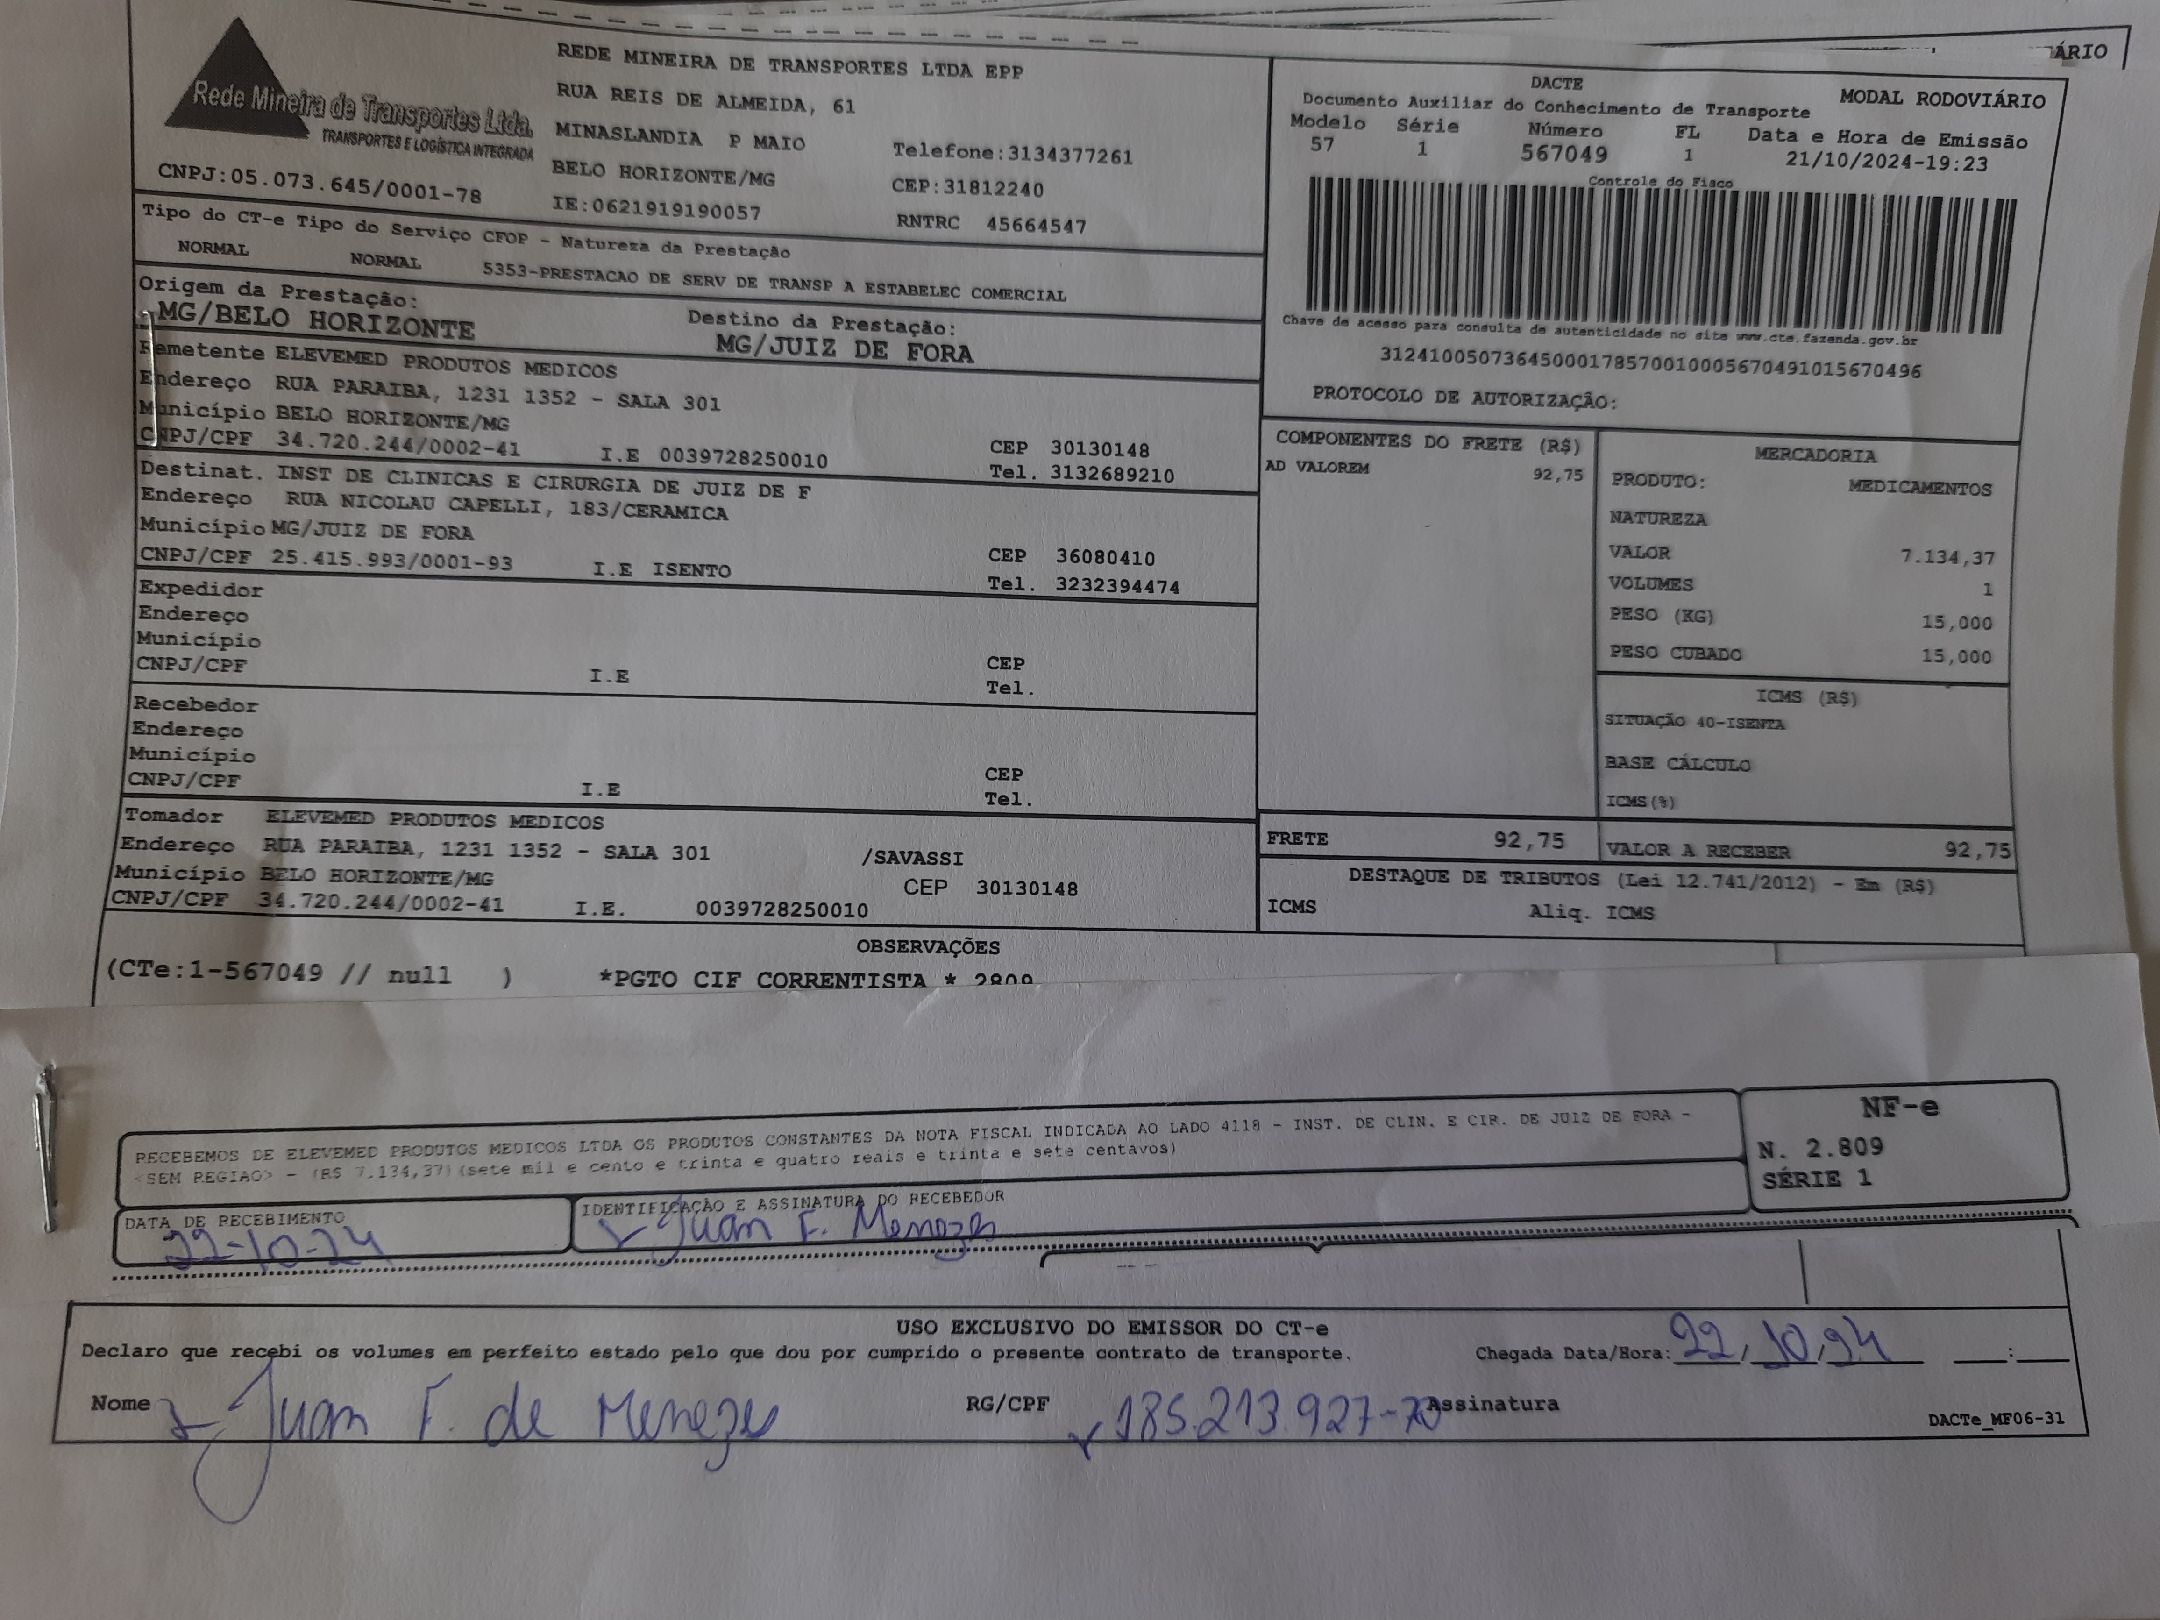 ÁRIO
Rede Mineira de Transportes Ltda.
TRANSPORTES E LOGÍSTICA INTEGRADA
CNPJ:05.073.645/0001-78
REDE MINEIRA DE TRANSPORTES LTDA EPP
RUA REIS DE ALMEIDA, 61
MINASLANDIA P MAIO Telefone:3134377261
BELO HORIZONTE/MG CEP:31812240
IE:0621919190057 RNTRC 45664547
DACTE MODAL RODOVIÁRIO
Documento Auxiliar do Conhecimento de Transporte
Modelo Série Número FL Data e Hora de Emissão
57 1 567049 1 21/10/2024-19:23
Controle do Fisco
Chave de acesso para consulta de autenticidade no site www.cte.fazenda.gov.br
31241005073645000178570010005670491015670496
PROTOCOLO DE AUTORIZAÇÃO:
Tipo do CT-e Tipo do Serviço CFOP - Natureza da Prestação
NORMAL NORMAL 5353-PRESTACAO DE SERV DE TRANSP A ESTABELEC COMERCIAL
Origem da Prestação: Destino da Prestação:
MG/BELO HORIZONTE MG/JUIZ DE FORA
Remetente ELEVEMED PRODUTOS MEDICOS
Endereço RUA PARAIBA, 1231 1352 - SALA 301
Município BELO HORIZONTE/MG CEP 30130148
CNPJ/CPF 34.720.244/0002-41 I.E 0039728250010 Tel. 3132689210
Destinat. INST DE CLINICAS E CIRURGIA DE JUIZ DE F
Endereço RUA NICOLAU CAPELLI, 183/CERAMICA
Município MG/JUIZ DE FORA CEP 36080410
CNPJ/CPF 25.415.993/0001-93 I.E ISENTO Tel. 3232394474
Expedidor
Endereço
Município CEP
CNPJ/CPF I.E Tel.
Recebedor
Endereço
Município CEP
CNPJ/CPF I.E Tel.
Tomador ELEVEMED PRODUTOS MEDICOS
Endereço RUA PARAIBA, 1231 1352 - SALA 301 /SAVASSI
Município BELO HORIZONTE/MG CEP 30130148
CNPJ/CPF 34.720.244/0002-41 I.E. 0039728250010
COMPONENTES DO FRETE (R$)
AD VALOREM 92,75
MERCADORIA
PRODUTO: MEDICAMENTOS
NATUREZA
VALOR 7.134,37
VOLUMES 1
PESO (KG) 15,000
PESO CUBADO 15,000
ICMS (R$)
SITUAÇÃO 40-ISENTA
BASE CÁLCULO
ICMS(%)
FRETE 92,75 VALOR A RECEBER 92,75
DESTAQUE DE TRIBUTOS (Lei 12.741/2012) - Em (R$)
ICMS Aliq. ICMS
OBSERVAÇÕES
(CTe:1-567049 // null ) *PGTO CIF CORRENTISTA * 2809
RECEBEMOS DE ELEVEMED PRODUTOS MEDICOS LTDA OS PRODUTOS CONSTANTES DA NOTA FISCAL INDICADA AO LADO 4118 - INST. DE CLIN. E CIR. DE JUIZ DE FORA -
<SEM REGIAO> - (R$ 7.134,37)(sete mil e cento e trinta e quatro reais e trinta e sete centavos)
NF-e
N. 2.809
SÉRIE 1
DATA DE RECEBIMENTO IDENTIFICAÇÃO E ASSINATURA DO RECEBEDOR
22-10-24 Juan F. Menezes
USO EXCLUSIVO DO EMISSOR DO CT-e
Declaro que recebi os volumes em perfeito estado pelo que dou por cumprido o presente contrato de transporte. Chegada Data/Hora: 22/10/24 __:__
Nome Juan F. de Menezes RG/CPF 185.213.927-70 Assinatura
DACTe_MF06-31